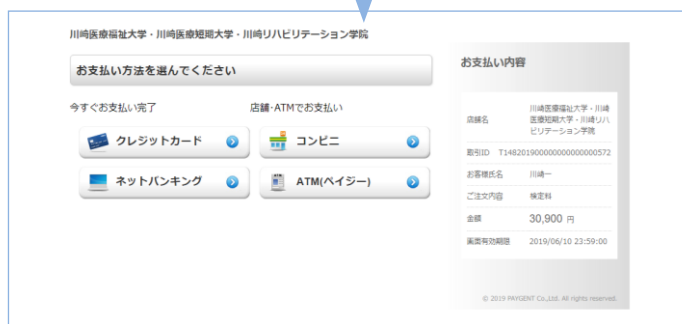 川崎医療福祉大学・川崎医療短期大学・川崎リハビリテーション学院
お支払い方法を選んでください
今すぐお支払い完了
店舗・ATMでお支払い
クレジットカード
コンビニ
ネットバンキング
ATM(ペイジー)
お支払い内容
店舗名
川崎医療福祉大学・川崎
医療短期大学・川崎リハ
ビリテーション学院
取引ID T1482019000000000000000572
お客様氏名 川崎一
ご注文内容 検定料
金額 30,900 円
画面有効期限 2019/06/10 23:59:00
© 2019 PAYGENT Co.,Ltd. All rights reserved.